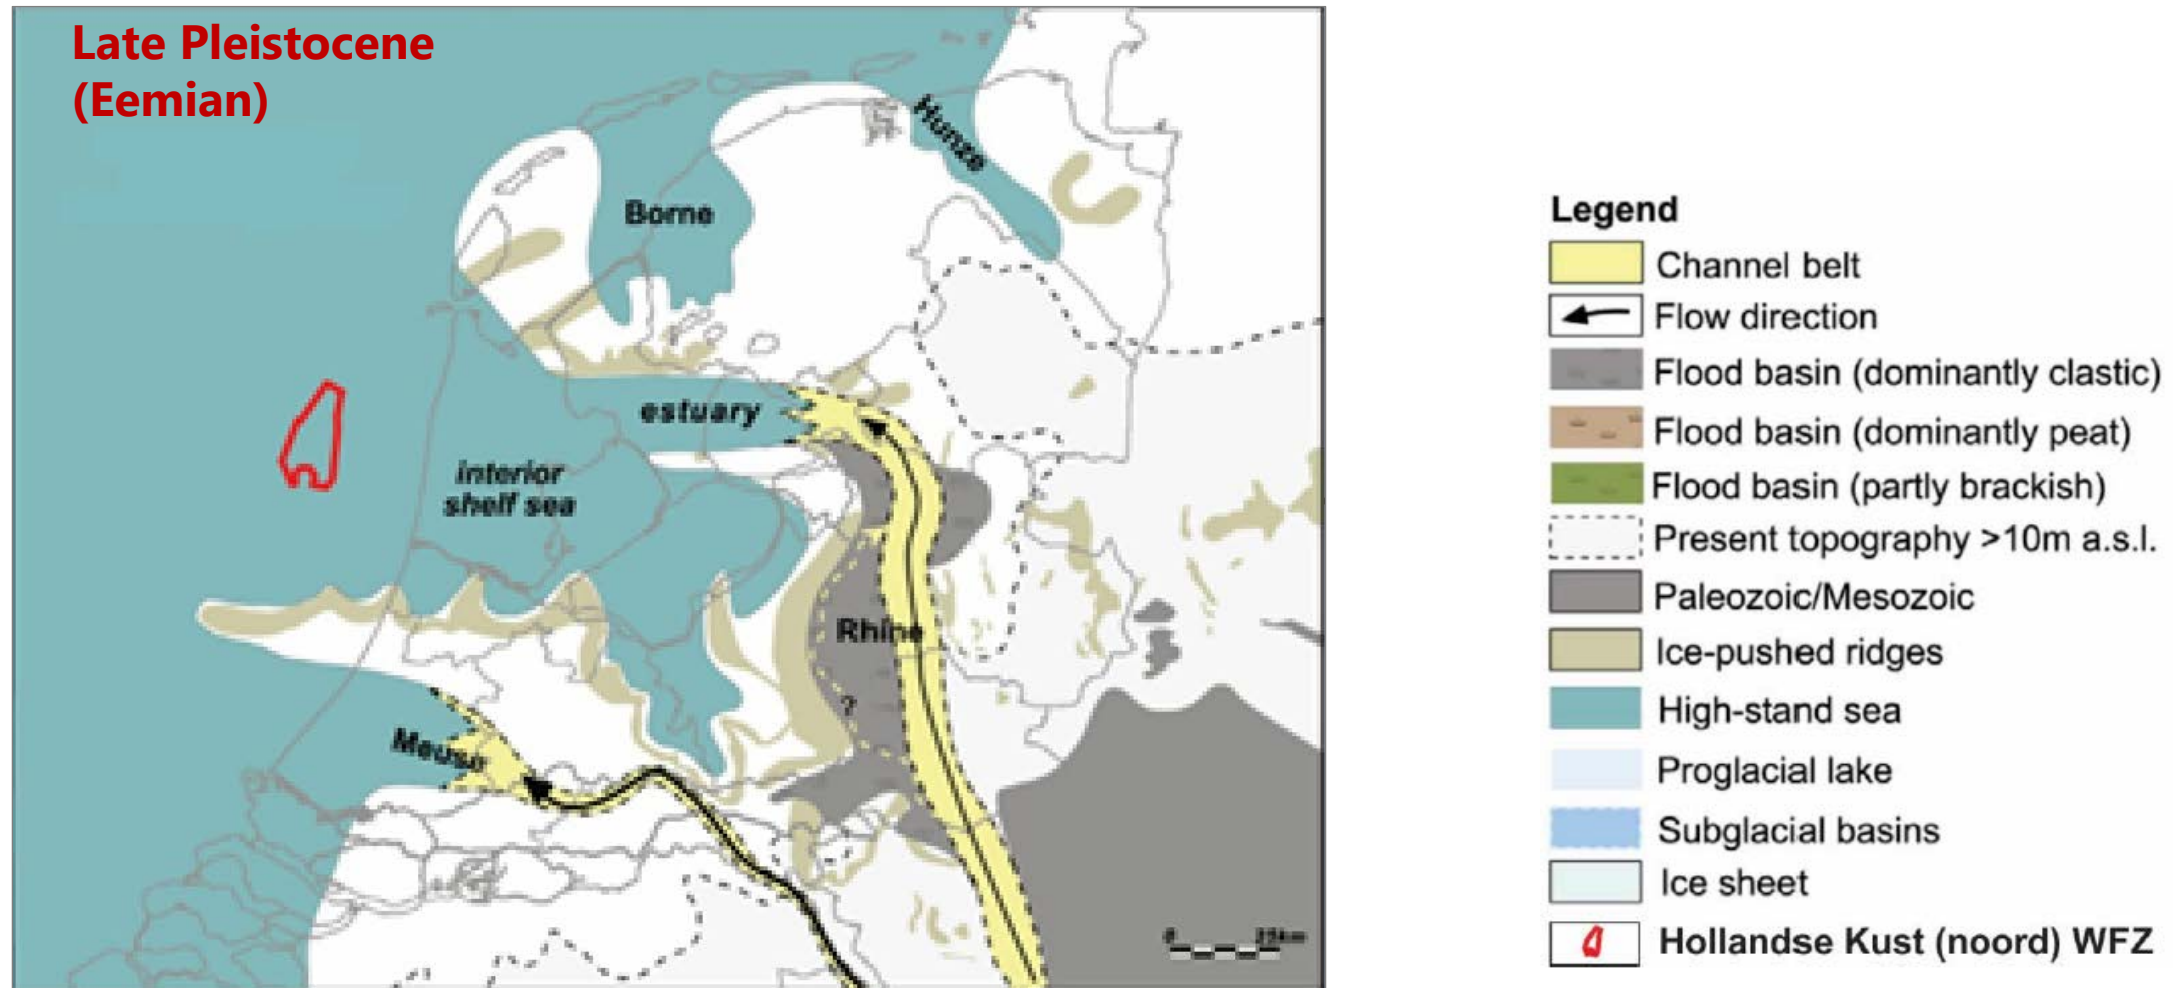 Late Pleistocene
(Eemian)
Hunze
Borne
estuary
interior
shelf sea
Rhine
?
Meuse
0
25km
Legend
Channel belt
Flow direction
Flood basin (dominantly clastic)
Flood basin (dominantly peat)
Flood basin (partly brackish)
Present topography >10m a.s.l.
Paleozoic/Mesozoic
Ice-pushed ridges
High-stand sea
Proglacial lake
Subglacial basins
Ice sheet
Hollandse Kust (noord) WFZ